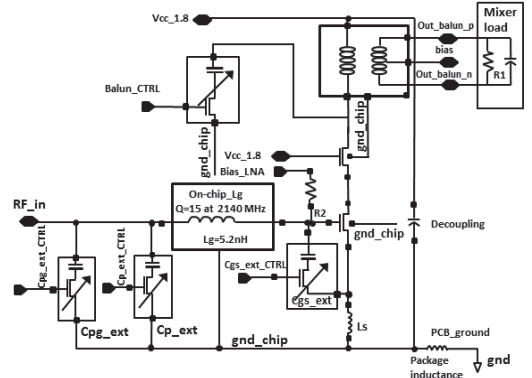 Vcc_1.8
Out_balun_p
Mixer
load
bias
R1
Out_balun_n
Balun_CTRL
gnd_chip
gnd_chip
Vcc_1.8
Bias_LNA
On-chip_Lg
Q=15 at 2140 MHz
Lg=5.2nH
RF_in
R2
gnd_chip
Decoupling
Cpg_ext_CTRL
Cp_ext_CTRL
Cgs_ext_CTRL
Cgs_ext
Cpg_ext
Cp_ext
Ls
gnd_chip
PCB_ground
gnd
Package
inductance